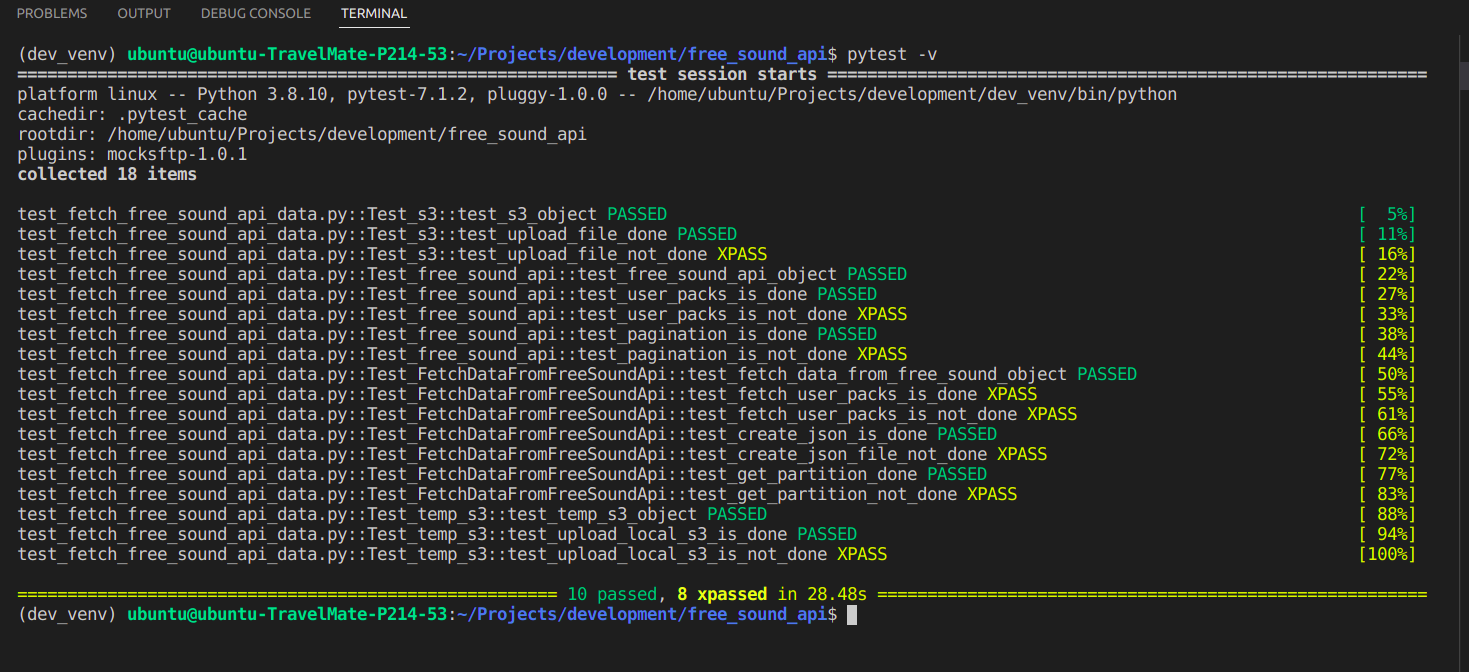 PROBLEMS OUTPUT DEBUG CONSOLE TERMINAL
(dev_venv) ubuntu@ubuntu-TravelMate-P214-53:~/Projects/development/free_sound_api$ pytest -v
============================================================ test session starts ============================================================
platform linux -- Python 3.8.10, pytest-7.1.2, pluggy-1.0.0 -- /home/ubuntu/Projects/development/dev_venv/bin/python
cachedir: .pytest_cache
rootdir: /home/ubuntu/Projects/development/free_sound_api
plugins: mocksftp-1.0.1
collected 18 items
test_fetch_free_sound_api_data.py::Test_s3::test_s3_object PASSED [  5%]
test_fetch_free_sound_api_data.py::Test_s3::test_upload_file_done PASSED [ 11%]
test_fetch_free_sound_api_data.py::Test_s3::test_upload_file_not_done XPASS [ 16%]
test_fetch_free_sound_api_data.py::Test_free_sound_api::test_free_sound_api_object PASSED [ 22%]
test_fetch_free_sound_api_data.py::Test_free_sound_api::test_user_packs_is_done PASSED [ 27%]
test_fetch_free_sound_api_data.py::Test_free_sound_api::test_user_packs_is_not_done XPASS [ 33%]
test_fetch_free_sound_api_data.py::Test_free_sound_api::test_pagination_is_done PASSED [ 38%]
test_fetch_free_sound_api_data.py::Test_free_sound_api::test_pagination_is_not_done XPASS [ 44%]
test_fetch_free_sound_api_data.py::Test_FetchDataFromFreeSoundApi::test_fetch_data_from_free_sound_object PASSED [ 50%]
test_fetch_free_sound_api_data.py::Test_FetchDataFromFreeSoundApi::test_fetch_user_packs_is_done XPASS [ 55%]
test_fetch_free_sound_api_data.py::Test_FetchDataFromFreeSoundApi::test_fetch_user_packs_is_not_done XPASS [ 61%]
test_fetch_free_sound_api_data.py::Test_FetchDataFromFreeSoundApi::test_create_json_is_done PASSED [ 66%]
test_fetch_free_sound_api_data.py::Test_FetchDataFromFreeSoundApi::test_create_json_file_not_done XPASS [ 72%]
test_fetch_free_sound_api_data.py::Test_FetchDataFromFreeSoundApi::test_get_partition_done PASSED [ 77%]
test_fetch_free_sound_api_data.py::Test_FetchDataFromFreeSoundApi::test_get_partition_not_done XPASS [ 83%]
test_fetch_free_sound_api_data.py::Test_temp_s3::test_temp_s3_object PASSED [ 88%]
test_fetch_free_sound_api_data.py::Test_temp_s3::test_upload_local_s3_is_done PASSED [ 94%]
test_fetch_free_sound_api_data.py::Test_temp_s3::test_upload_local_s3_is_not_done XPASS [100%]
====================================================== 10 passed, 8 xpassed in 28.48s =======================================================
(dev_venv) ubuntu@ubuntu-TravelMate-P214-53:~/Projects/development/free_sound_api$